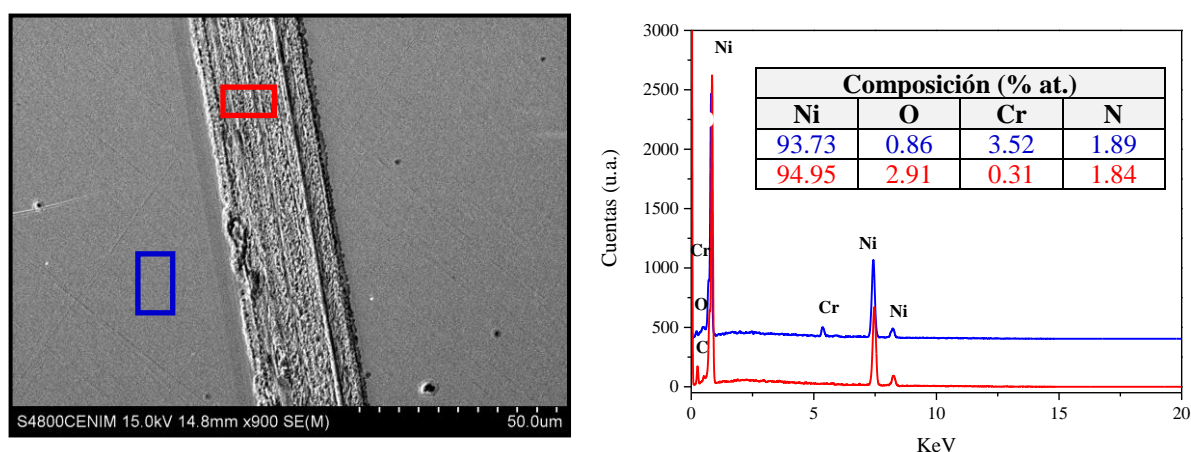 S4800CENIM 15.0kV 14.8mm x900 SE(M)
50.0um
3000
2500
2000
1500
1000
500
0
Cuentas (u.a.)
Ni
Composición (% at.)
Ni O Cr N
93.73 0.86 3.52 1.89
94.95 2.91 0.31 1.84
Cr
O
C
Cr
Ni
Ni
0 5 10 15 20
KeV